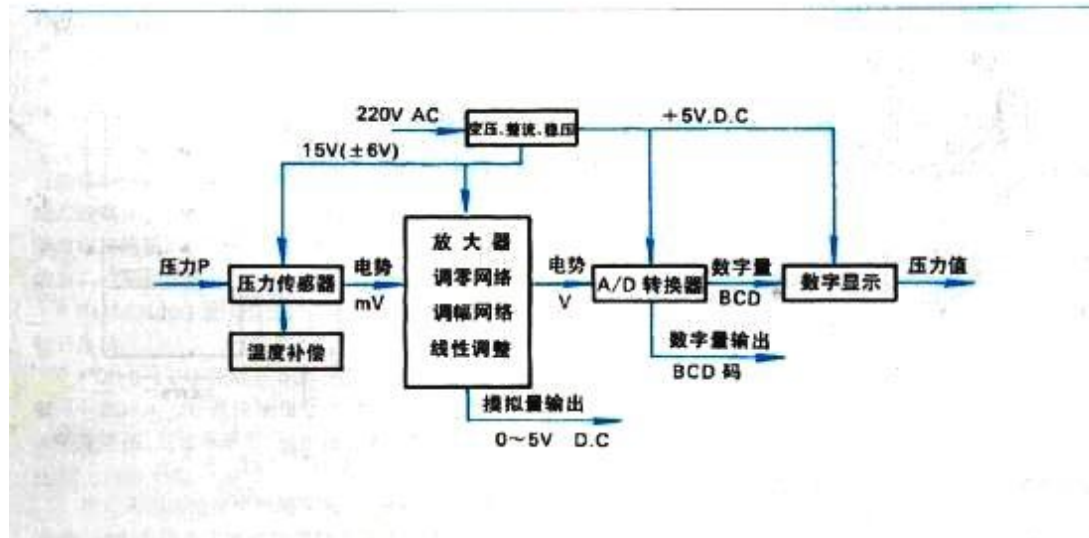 220V AC
变压、整流、稳压
+5V.D.C
15V(±6V)
压力P
压力传感器
电势
mV
温度补偿
放大器
调零网络
调幅网络
线性调整
电势
V
A/D 转换器
数字量
BCD
数字显示
压力值
数字量输出
BCD 码
模拟量输出
0～5V D.C